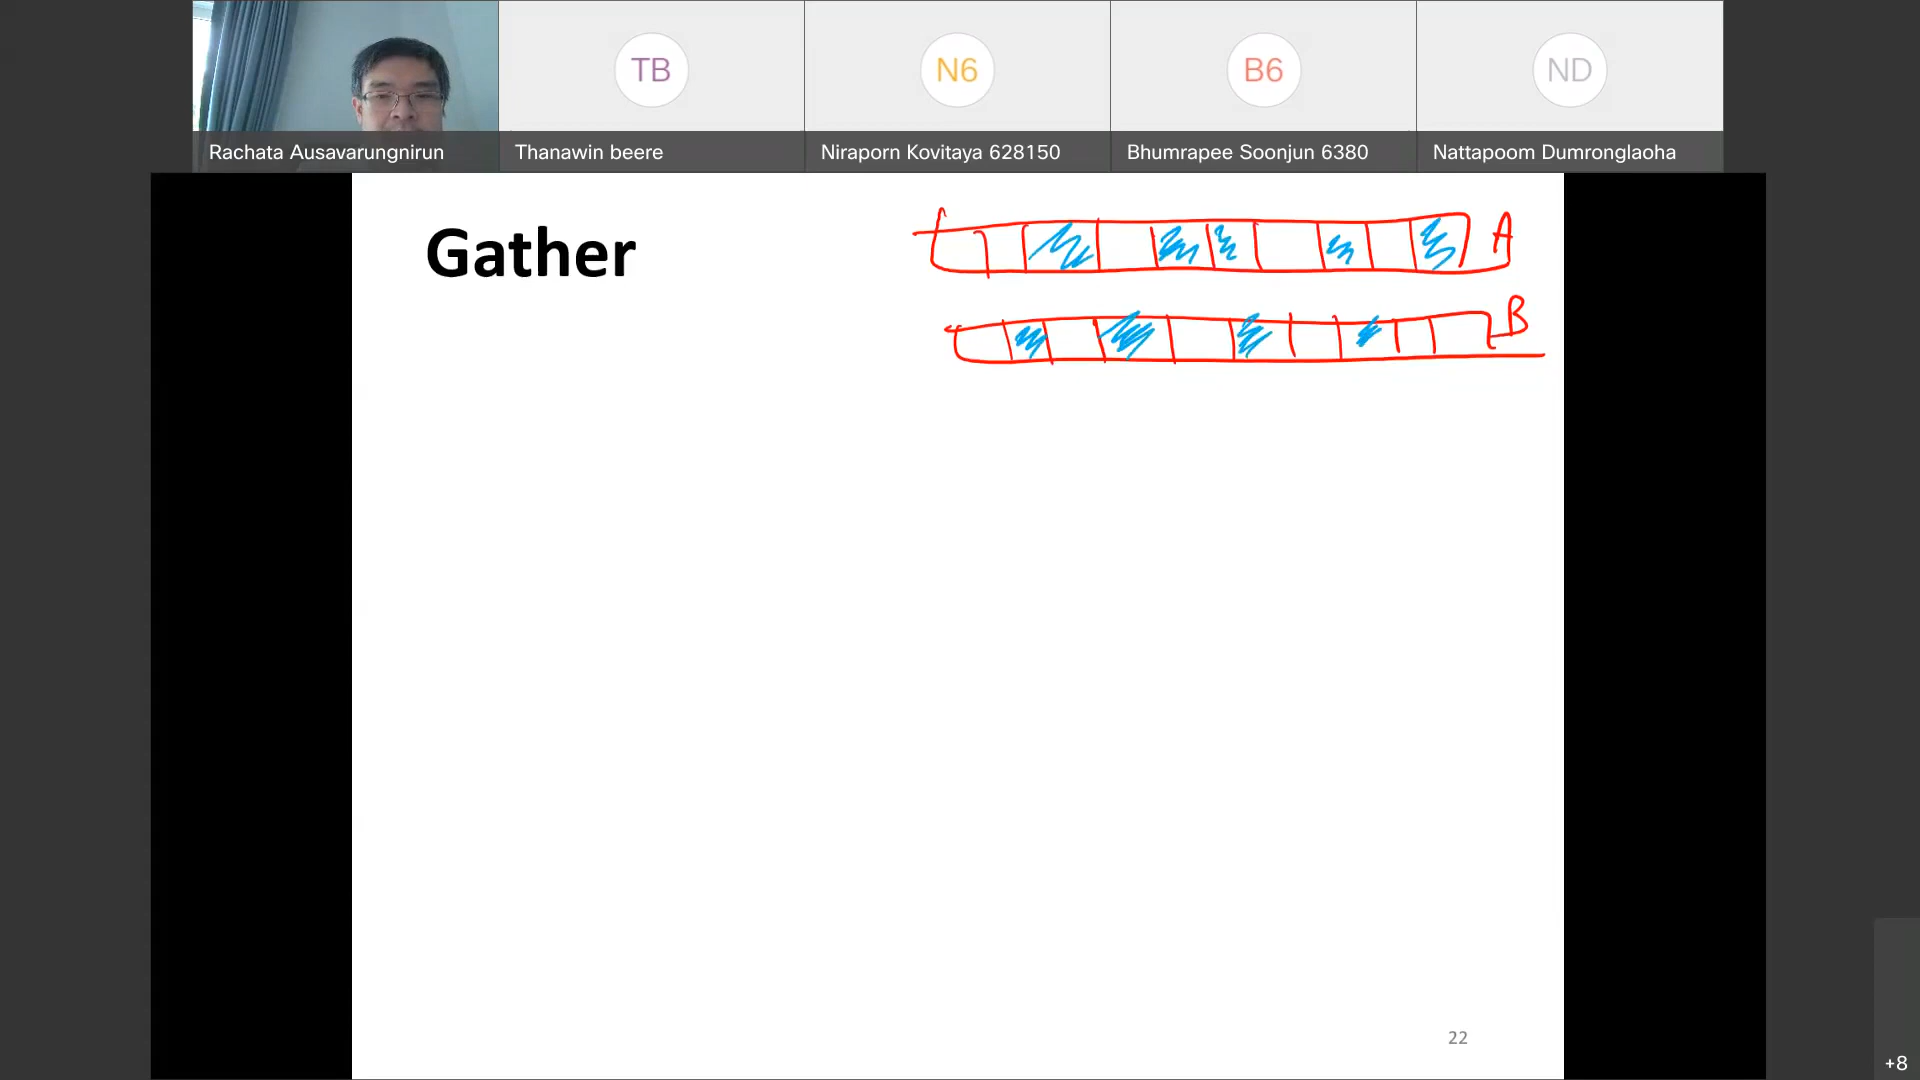 TB
N6
B6
ND
Rachata Ausavarungnirun
Thanawin beere
Niraporn Kovitaya 628150
Bhumrapee Soonjun 6380
Nattapoom Dumronglaoha
Gather
A
B
22
+8